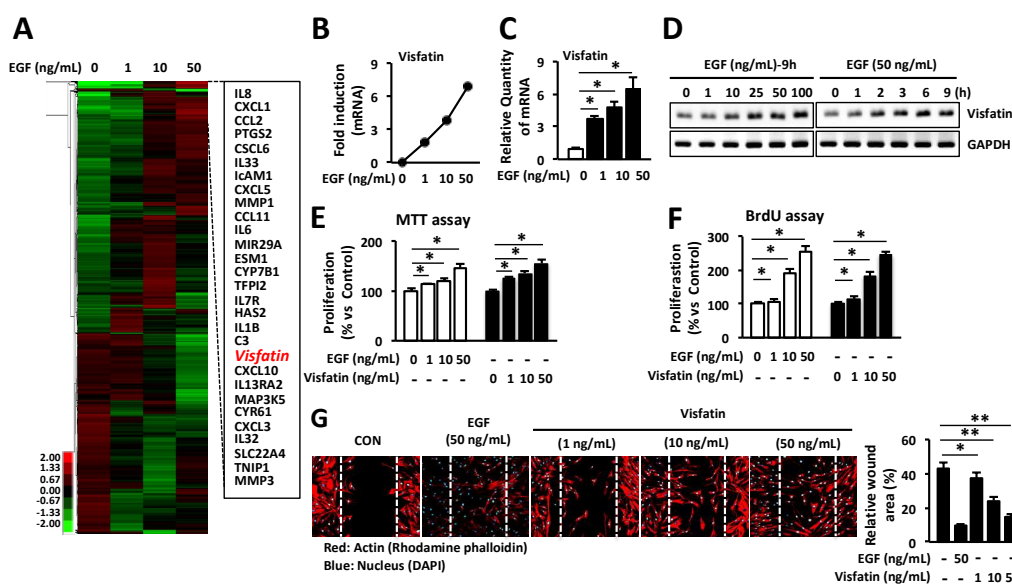 A
EGF (ng/mL) 0 1 10 50
IL8
CXCL1
CCL2
PTGS2
CSCL6
IL33
IcAM1
CXCL5
MMP1
CCL11
IL6
MIR29A
ESM1
CYP7B1
TFPI2
IL7R
HAS2
IL1B
C3
Visfatin
CXCL10
IL13RA2
MAP3K5
CYR61
CXCL3
IL32
SLC22A4
TNIP1
MMP3
2.00
1.33
0.67
0.00
-0.67
-1.33
-2.00
B
Visfatin
Fold induction
(mRNA)
9
6
3
0
EGF (ng/mL) 0 1 10 50
C
Visfatin
Relative Quantity
of mRNA
9
6
3
0
* * *
EGF (ng/mL) 0 1 10 50
D
EGF (ng/mL)-9h EGF (50 ng/mL)
0 1 10 25 50 100 0 1 2 3 6 9 (h)
Visfatin
GAPDH
E
MTT assay
Proliferation
(% vs Control)
200
100
0
* * * * * *
EGF (ng/mL) 0 1 10 50 - - - -
Visfatin (ng/mL) - - - - 0 1 10 50
F
BrdU assay
Proliferastion
(% vs Control)
300
200
100
0
* * * * * *
EGF (ng/mL) 0 1 10 50 - - - -
Visfatin (ng/mL) - - - - 0 1 10 50
G
CON
EGF
(50 ng/mL)
Visfatin
(1 ng/mL) (10 ng/mL) (50 ng/mL)
Red: Actin (Rhodamine phalloidin)
Blue: Nucleus (DAPI)
Relative wound
area (%)
60
40
20
0
**
**
*
EGF (ng/mL) - 50 - - -
Visfatin (ng/mL) - - 1 10